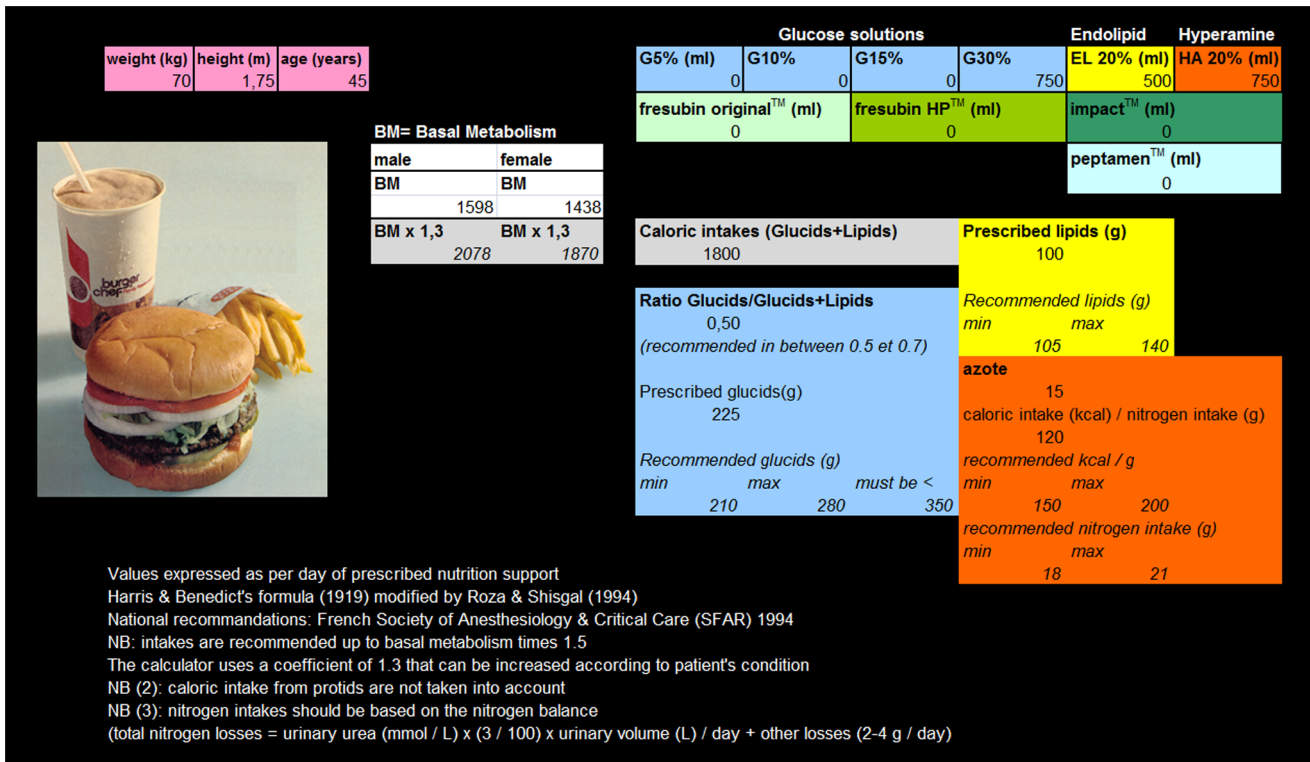 Glucose solutions Endolipid Hyperamine
weight (kg) height (m) age (years)
70 1,75 45
G5% (ml) G10% G15% G30% EL 20% (ml) HA 20% (ml)
0 0 0 750 500 750
fresubin original™ (ml) fresubin HP™ (ml) impact™ (ml)
0 0 0
peptamen™ (ml)
0
BM= Basal Metabolism
male female
BM BM
1598 1438
BM x 1,3 BM x 1,3
2078 1870
burger
chef
Caloric intakes (Glucids+Lipids)
1800
Prescribed lipids (g)
100
Recommended lipids (g)
min max
105 140
Ratio Glucids/Glucids+Lipids
0,50
(recommended in between 0.5 et 0.7)
Prescribed glucids(g)
225
Recommended glucids (g)
min max must be <
210 280 350
azote
15
caloric intake (kcal) / nitrogen intake (g)
120
recommended kcal / g
min max
150 200
recommended nitrogen intake (g)
min max
18 21
Values expressed as per day of prescribed nutrition support
Harris & Benedict's formula (1919) modified by Roza & Shisgal (1994)
National recommandations: French Society of Anesthesiology & Critical Care (SFAR) 1994
NB: intakes are recommended up to basal metabolism times 1.5
The calculator uses a coefficient of 1.3 that can be increased according to patient's condition
NB (2): caloric intake from protids are not taken into account
NB (3): nitrogen intakes should be based on the nitrogen balance
(total nitrogen losses = urinary urea (mmol / L) x (3 / 100) x urinary volume (L) / day + other losses (2-4 g / day)